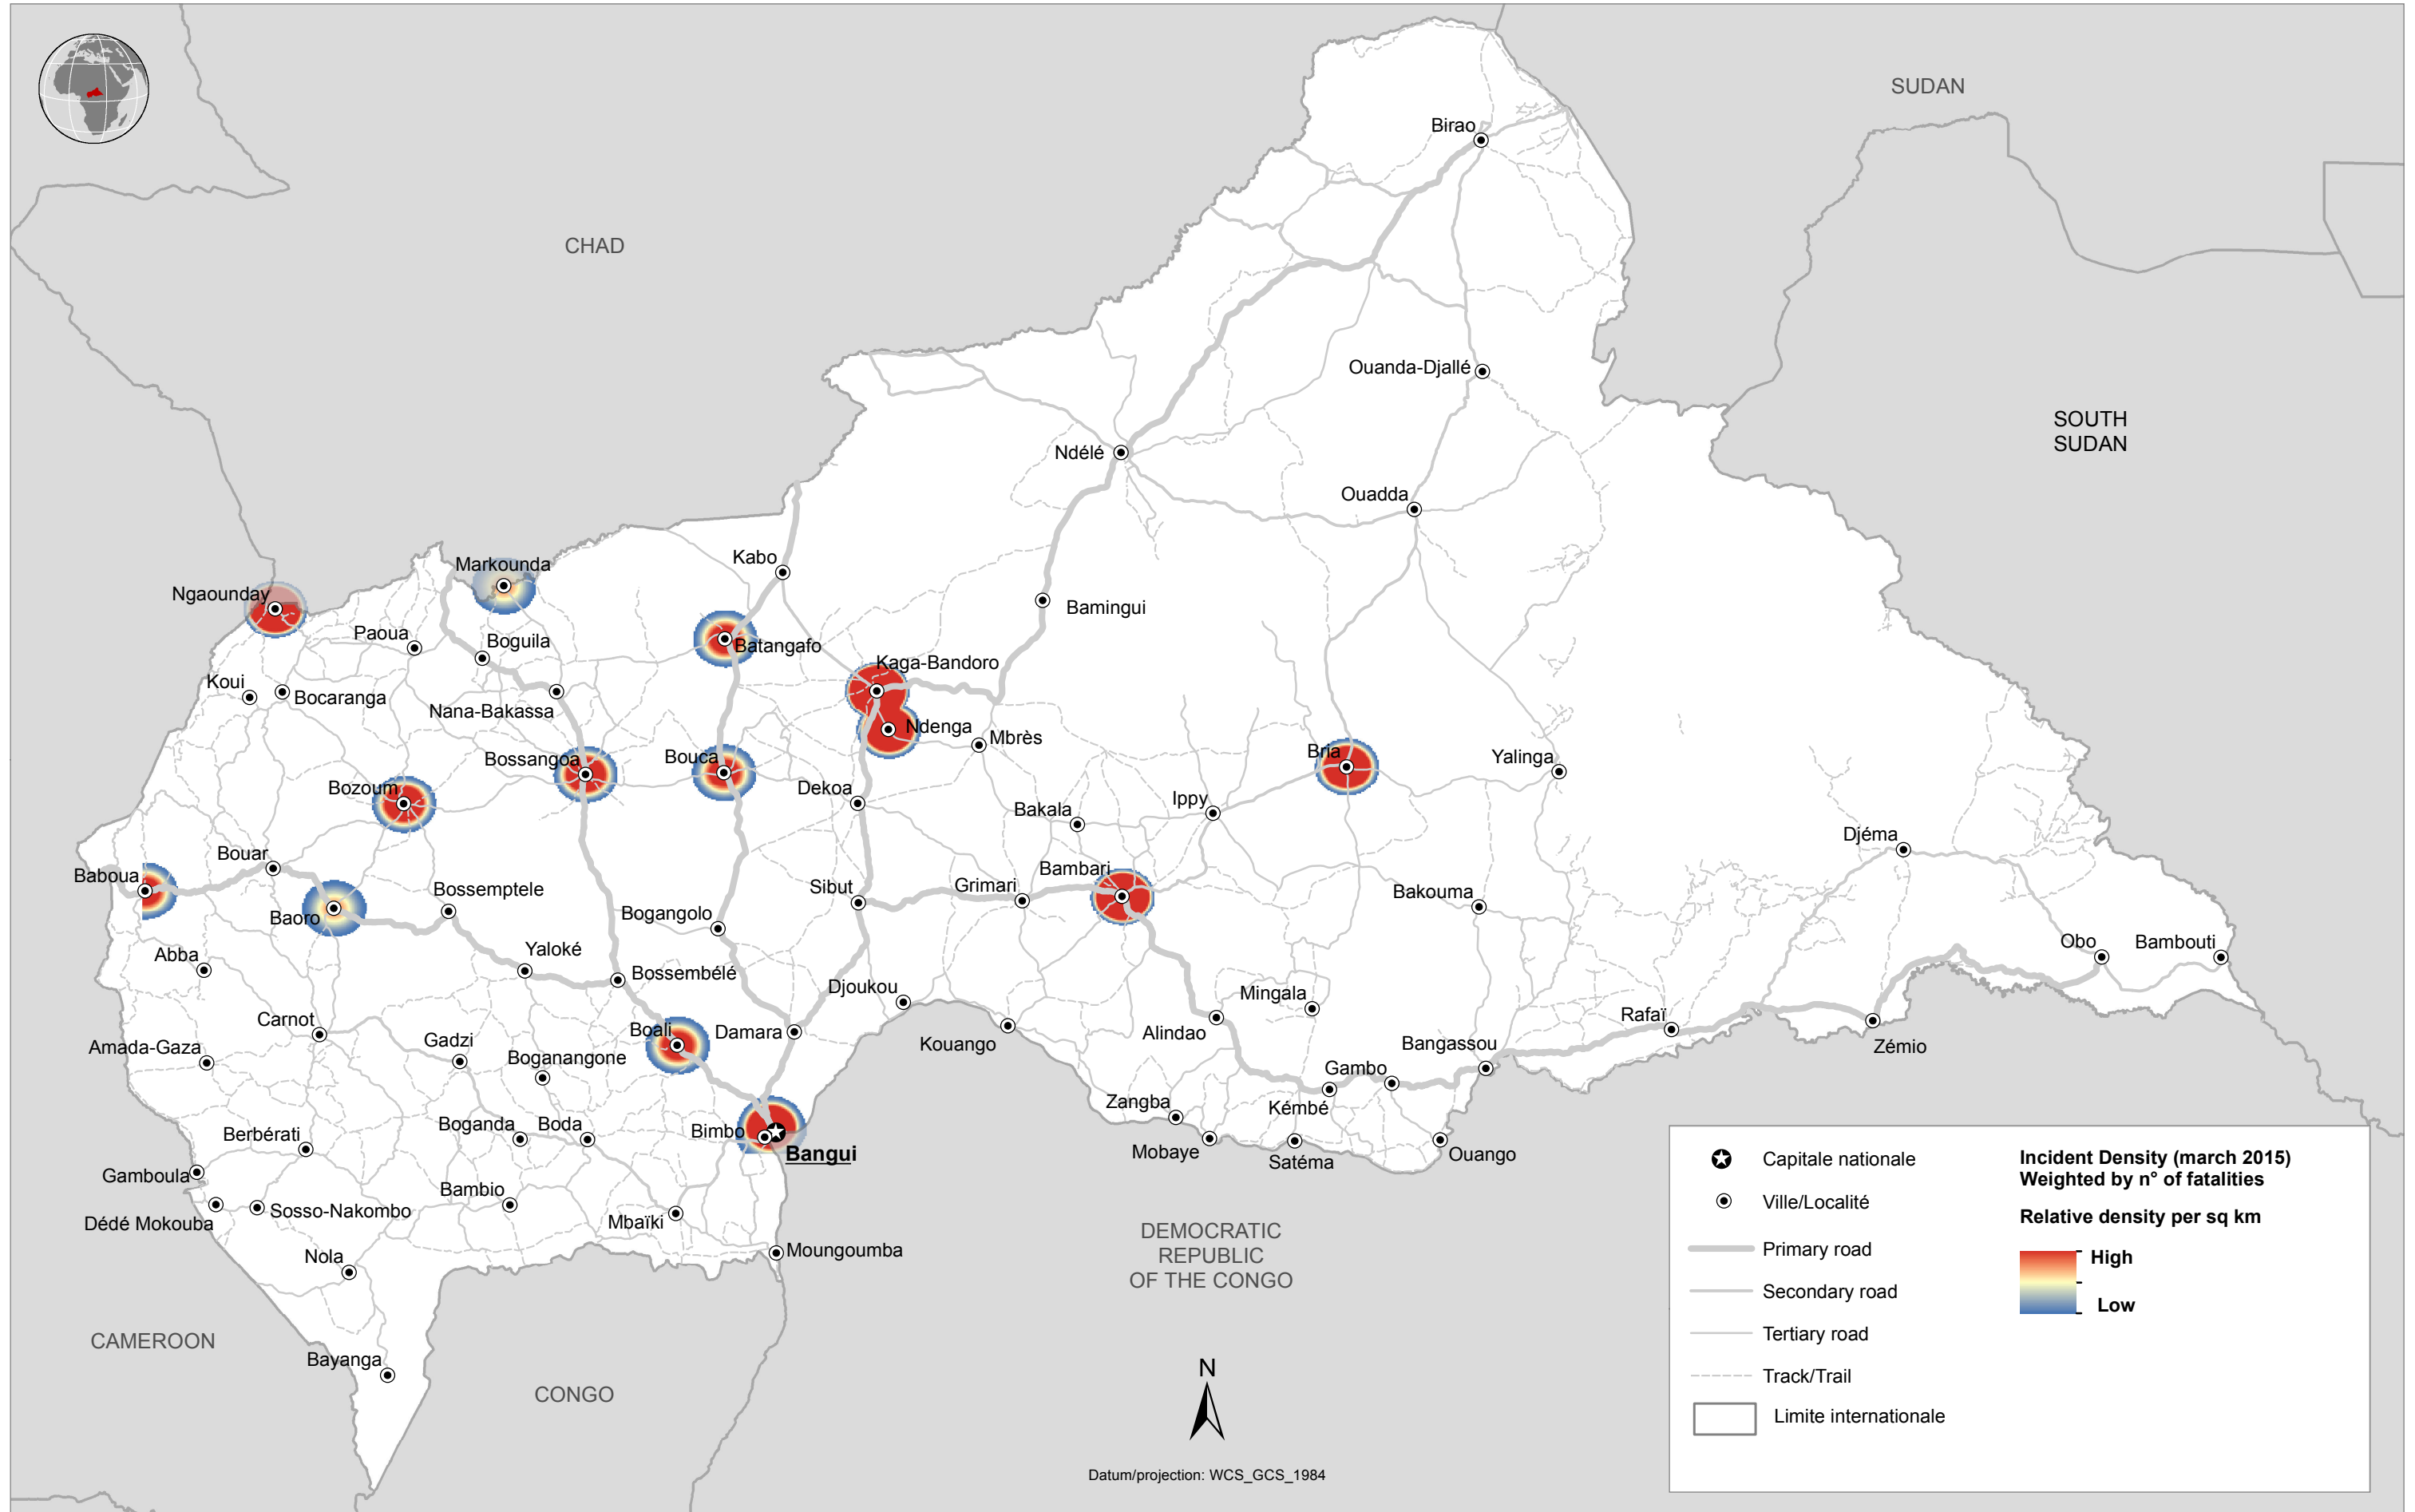 SUDAN
Birao
CHAD
Ouanda-Djallé
SOUTH
SUDAN
Ndélé
Ouadda
Kabo
Markounda
Ngaounday
Bamingui
Paoua
Boguila
Batangafo
Kaga-Bandoro
Koui
Bocaranga
Nana-Bakassa
Ndenga
Mbrès
Bossangoa
Bouca
Bria
Yalinga
Bozoum
Dekoa
Ippy
Bakala
Djéma
Bouar
Baboua
Bambari
Sibut
Grimari
Bossemptele
Bakouma
Baoro
Bogangolo
Obo
Bambouti
Yaloké
Abba
Bossembélé
Djoukou
Mingala
Carnot
Rafaï
Boali
Damara
Alindao
Gadzi
Kouango
Bangassou
Amada-Gaza
Boganangone
Zémio
Gambo
Zangba
Kémbé
Boganda
Boda
Bimbo
Berbérati
Bangui
Mobaye
Satéma
Ouango
Gamboula
Bambio
Sosso-Nakombo
Dédé Mokouba
Mbaïki
Moungoumba
Nola
DEMOCRATIC
REPUBLIC
OF THE CONGO
CAMEROON
Bayanga
CONGO
N
Datum/projection: WCS_GCS_1984
Capitale nationale
Ville/Localité
Primary road
Secondary road
Tertiary road
Track/Trail
Limite internationale
Incident Density (march 2015)
Weighted by n° of fatalities
Relative density per sq km
High
Low